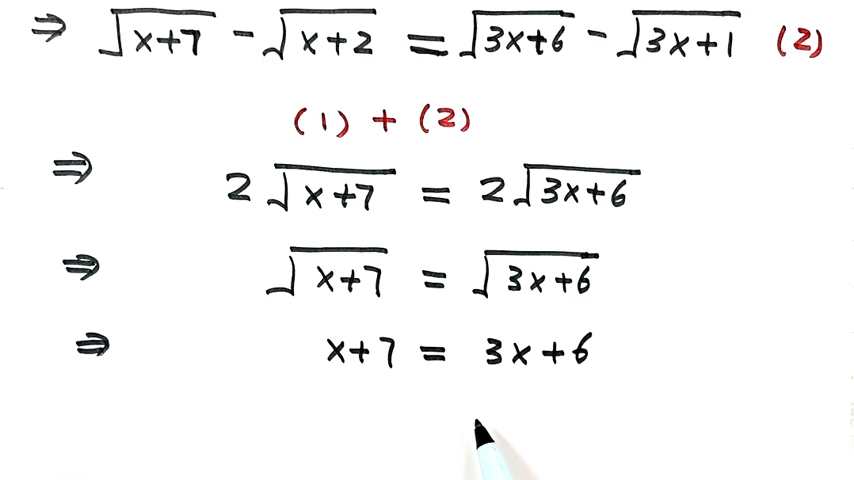 ⇒ √(x+7) - √(x+2) = √(3x+6) - √(3x+1) (2)
(1) + (2)
⇒ 2√(x+7) = 2√(3x+6)
⇒ √(x+7) = √(3x+6)
⇒ x+7 = 3x+6